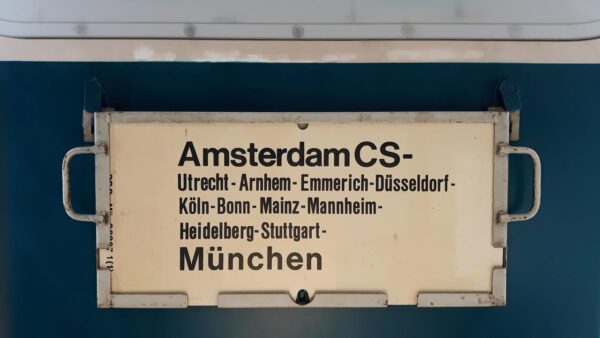 Amsterdam CS-
Utrecht-Arnhem-Emmerich-Düsseldorf-
Köln-Bonn-Mainz-Mannheim-
Heidelberg-Stuttgart-
München